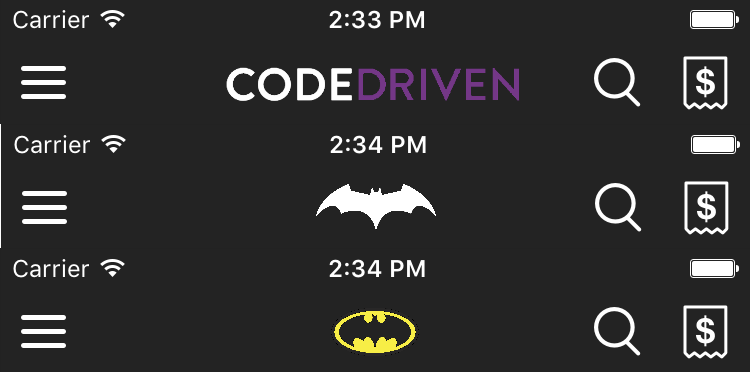 Carrier 2:33 PM
CODEDRIVEN $
Carrier 2:34 PM
$
Carrier 2:34 PM
$